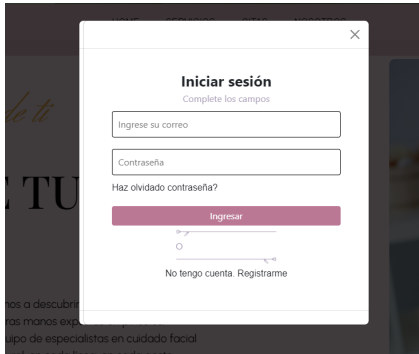 HOME SERVICIOS CITAS NOSOTROS
Iniciar sesión
Complete los campos
de ti
Ingrese su correo
Contraseña
E TU
Haz olvidado contraseña?
Ingresar
O
No tengo cuenta. Registrarme
nos a descubrir
ras manos
uipo de especialistas en cuidado facial